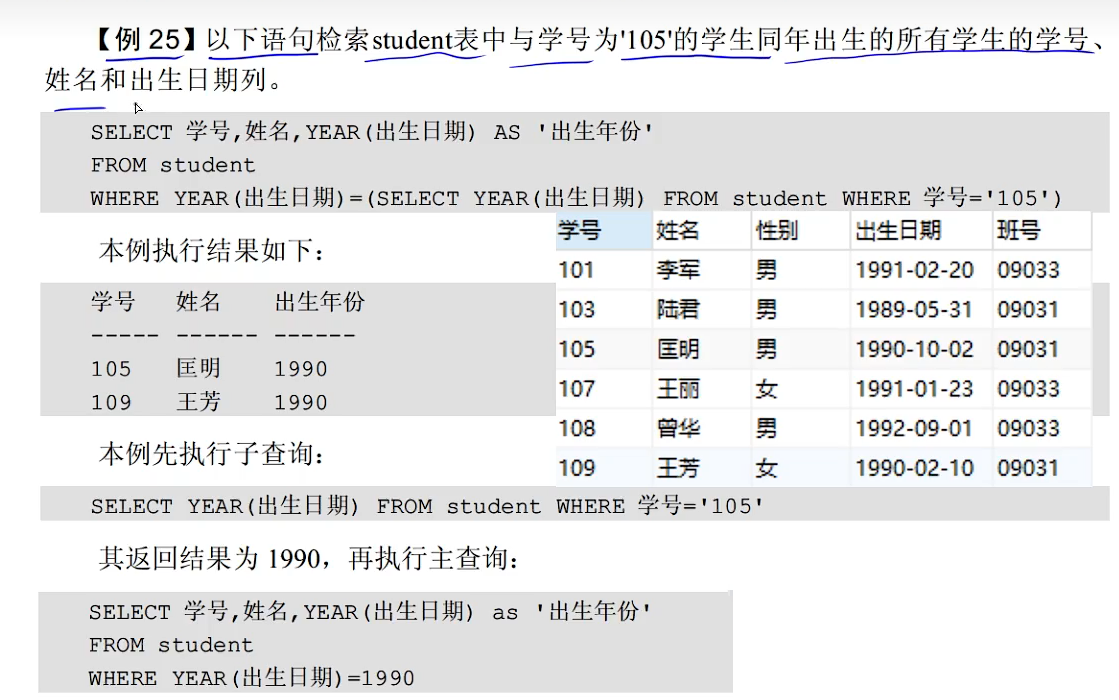 【例 25】以下语句检索student表中与学号为'105'的学生同年出生的所有学生的学号、
姓名和出生日期列。
SELECT 学号,姓名,YEAR(出生日期) AS '出生年份'
FROM student
WHERE YEAR(出生日期)=(SELECT YEAR(出生日期) FROM student WHERE 学号='105')
本例执行结果如下：
学号 姓名 出生年份
----- ------ ------
105 匡明 1990
109 王芳 1990
学号 姓名 性别 出生日期 班号
101 李军 男 1991-02-20 09033
103 陆君 男 1989-05-31 09031
105 匡明 男 1990-10-02 09031
107 王丽 女 1991-01-23 09033
108 曾华 男 1992-09-01 09033
109 王芳 女 1990-02-10 09031
本例先执行子查询：
SELECT YEAR(出生日期) FROM student WHERE 学号='105'
其返回结果为 1990，再执行主查询：
SELECT 学号,姓名,YEAR(出生日期) as '出生年份'
FROM student
WHERE YEAR(出生日期)=1990